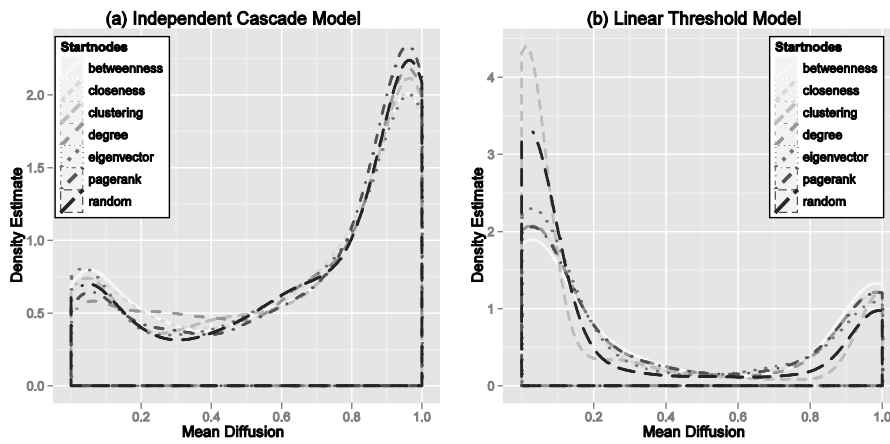 (a) Independent Cascade Model
Startnodes
betweenness
closeness
clustering
degree
eigenvector
pagerank
random
Density Estimate
2.0
1.5
1.0
0.5
0.0
0.2 0.4 0.6 0.8 1.0
Mean Diffusion
(b) Linear Threshold Model
Startnodes
betweenness
closeness
clustering
degree
eigenvector
pagerank
random
Density Estimate
4
3
2
1
0
0.2 0.4 0.6 0.8 1.0
Mean Diffusion